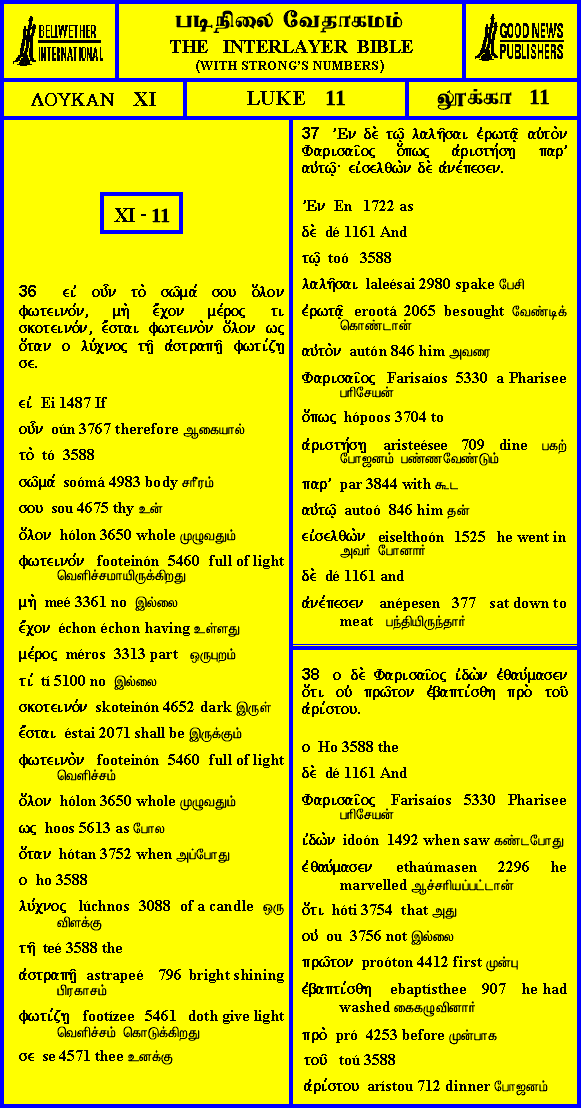 BELLWETHER
INTERNATIONAL
படிநிலை வேதாகமம்
THE INTERLAYER BIBLE
(WITH STRONG'S NUMBERS)
GOOD NEWS
PUBLISHERS
ΛΟΥΚΑΝ XI
LUKE 11
லூக்கா 11
XI - 11
36 εἰ οὖν τὸ σῶμά σου ὅλον
φωτεινόν, μὴ ἔχον μέρος τι
σκοτεινόν, ἔσται φωτεινὸν ὅλον ως
ὅταν ο λύχνος τῇ ἀστραπῇ φωτίζῃ
σε.
εἰ Ei 1487 If
οὖν oún 3767 therefore ஆகையால்
τὸ tó 3588
σῶμά soómá 4983 body சரீரம்
σου sou 4675 thy உன்
ὅλον hólon 3650 whole முழுவதும்
φωτεινόν footeinón 5460 full of light
வெளிச்சமாயிருக்கிறது
μὴ meé 3361 no இல்லை
ἔχον échon échon having உள்ளது
μέρος méros 3313 part ஒருபுறம்
τί tí 5100 no இல்லை
σκοτεινόν skoteinón 4652 dark இருள்
ἔσται éstai 2071 shall be இருக்கும்
φωτεινὸν footeinón 5460 full of light
வெளிச்சம்
ὅλον hólon 3650 whole முழுவதும்
ως hoos 5613 as போல
ὅταν hótan 3752 when அப்போது
ο ho 3588
λύχνος lúchnos 3088 of a candle ஒரு
விளக்கு
τῇ teé 3588 the
ἀστραπῇ astrapeé 796 bright shining
பிரகாசம்
φωτίζῃ footízee 5461 doth give light
வெளிச்சம் கொடுக்கிறது
σε se 4571 thee உனக்கு
37 Ἐν δὲ τῷ λαλῆσαι ἐρωτᾷ αὐτὸν
Φαρισαῖος ὅπως ἀριστήσῃ παρ'
αὐτῷ· εἰσελθὼν δὲ ἀνέπεσεν.
Ἐν En 1722 as
δὲ dé 1161 And
τῷ toó 3588
λαλῆσαι laleésai 2980 spake பேசி
ἐρωτᾷ erootá 2065 besought வேண்டிக்
கொண்டான்
αὐτὸν autón 846 him அவரை
Φαρισαῖος Farisaíos 5330 a Pharisee
பரிசேயன்
ὅπως hópoos 3704 to
ἀριστήσῃ aristeésee 709 dine பகற்
போஜனம் பண்ணவேண்டும்
παρ' par 3844 with கூட
αὐτῷ autoó 846 him தன்
εἰσελθὼν eiselthoón 1525 he went in
அவர் போனார்
δὲ dé 1161 and
ἀνέπεσεν anépesen 377 sat down to
meat பந்தியிருந்தார்
38 ο δὲ Φαρισαῖος ἰδὼν ἐθαύμασεν
ὅτι οὐ πρῶτον ἐβαπτίσθη πρὸ τοῦ
ἀρίστου.
ο Ho 3588 the
δὲ dé 1161 And
Φαρισαῖος Farisaíos 5330 Pharisee
பரிசேயன்
ἰδὼν idoón 1492 when saw கண்டபோது
ἐθαύμασεν ethaúmasen 2296 he
marvelled ஆச்சரியப்பட்டான்
ὅτι hóti 3754 that அது
οὐ ou 3756 not இல்லை
πρῶτον proóton 4412 first முன்பு
ἐβαπτίσθη ebaptísthee 907 he had
washed கைகழுவினார்
πρὸ pró 4253 before முன்பாக
τοῦ toú 3588
ἀρίστου arístou 712 dinner போஜனம்